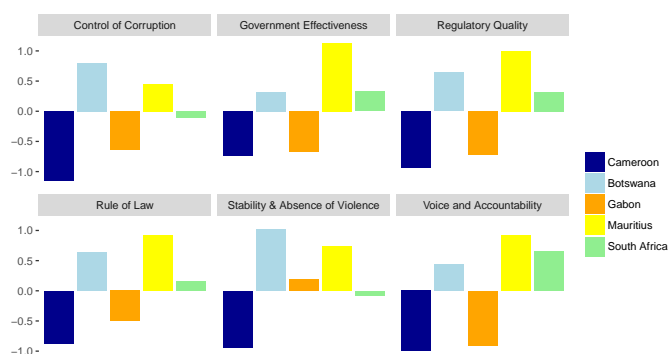 Control of Corruption
Government Effectiveness
Regulatory Quality
1.0
0.5
0.0
−0.5
−1.0
Rule of Law
Stability & Absence of Violence
Voice and Accountability
1.0
0.5
0.0
−0.5
−1.0
Cameroon
Botswana
Gabon
Mauritius
South Africa